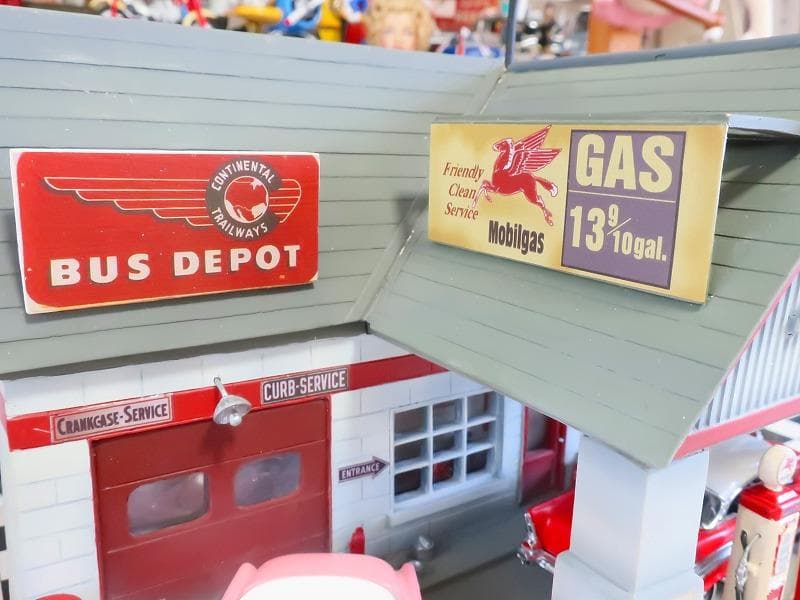 CONTINENTAL
TRAILWAYS
BUS DEPOT
Friendly
Clean
Service
Mobilgas
GAS
13 9/10 gal.
CRANKCASE-SERVICE
CURB-SERVICE
ENTRANCE